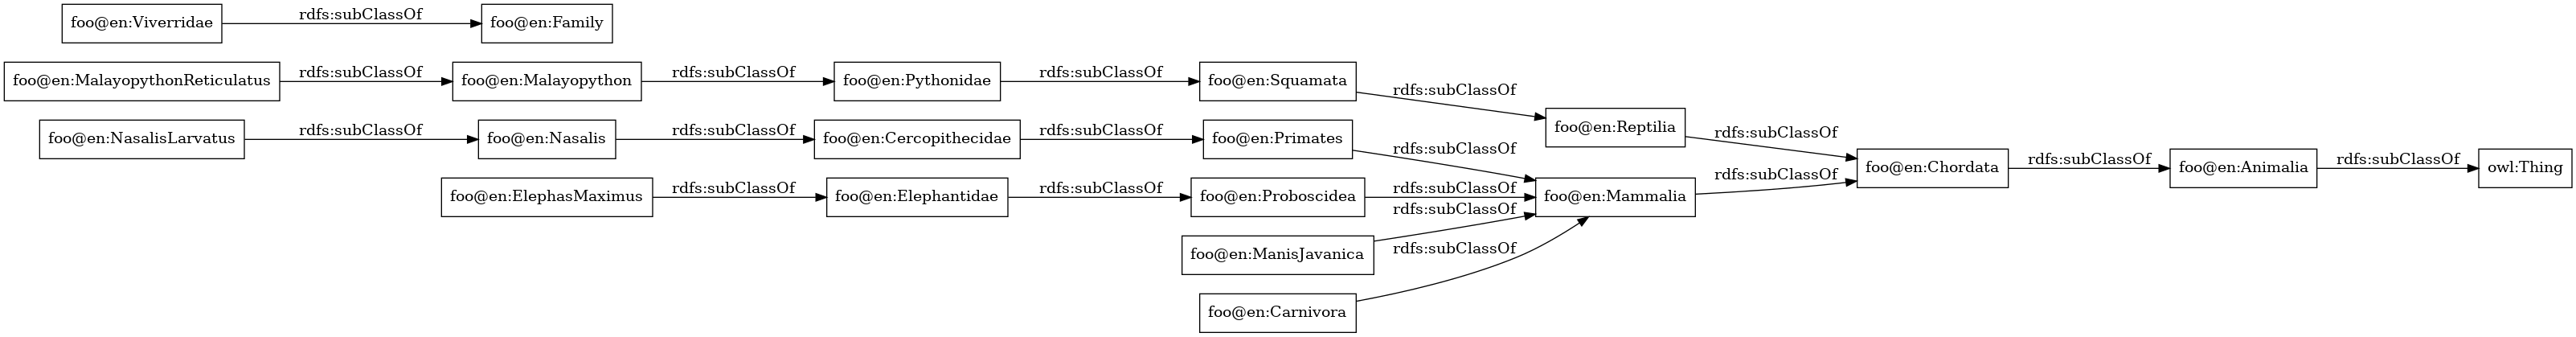 foo@en:Viverridae rdfs:subClassOf foo@en:Family
foo@en:MalayopythonReticulatus rdfs:subClassOf foo@en:Malayopython rdfs:subClassOf foo@en:Pythonidae rdfs:subClassOf foo@en:Squamata
rdfs:subClassOf
foo@en:Reptilia
rdfs:subClassOf
foo@en:NasalisLarvatus rdfs:subClassOf foo@en:Nasalis rdfs:subClassOf foo@en:Cercopithecidae rdfs:subClassOf foo@en:Primates
rdfs:subClassOf
foo@en:Chordata rdfs:subClassOf foo@en:Animalia rdfs:subClassOf owl:Thing
rdfs:subClassOf
foo@en:ElephasMaximus rdfs:subClassOf foo@en:Elephantidae rdfs:subClassOf foo@en:Proboscidea rdfs:subClassOf foo@en:Mammalia
rdfs:subClassOf
foo@en:ManisJavanica
rdfs:subClassOf
foo@en:Carnivora